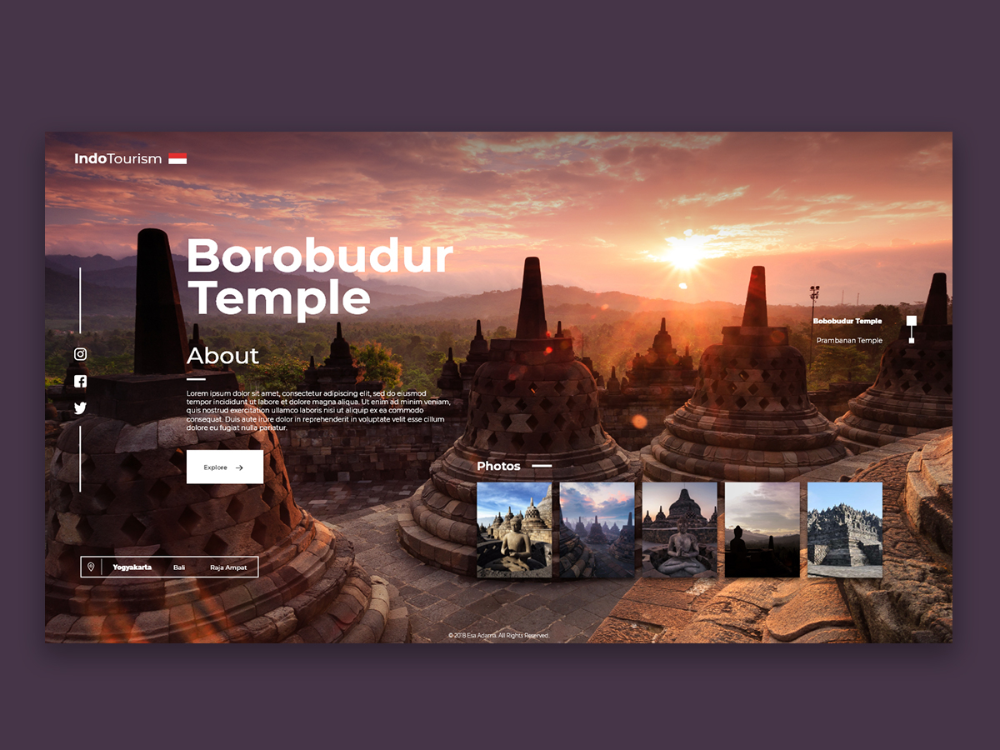 IndoTourism
Borobudur
Temple
Bobobudur Temple
Prambanan Temple
About
Lorem ipsum dolor sit amet, consectetur adipiscing elit, sed do eiusmod
tempor incididunt ut labore et dolore magna aliqua. Ut enim ad minim veniam,
quis nostrud exercitation ullamco laboris nisi ut aliquip ex ea commodo
consequat. Duis aute irure dolor in reprehenderit in voluptate velit esse cillum
dolore eu fugiat nulla pariatur.
Explore
Photos
Yogyakarta Bali Raja Ampat
©2018 Esa Adama. All Rights Reserved.